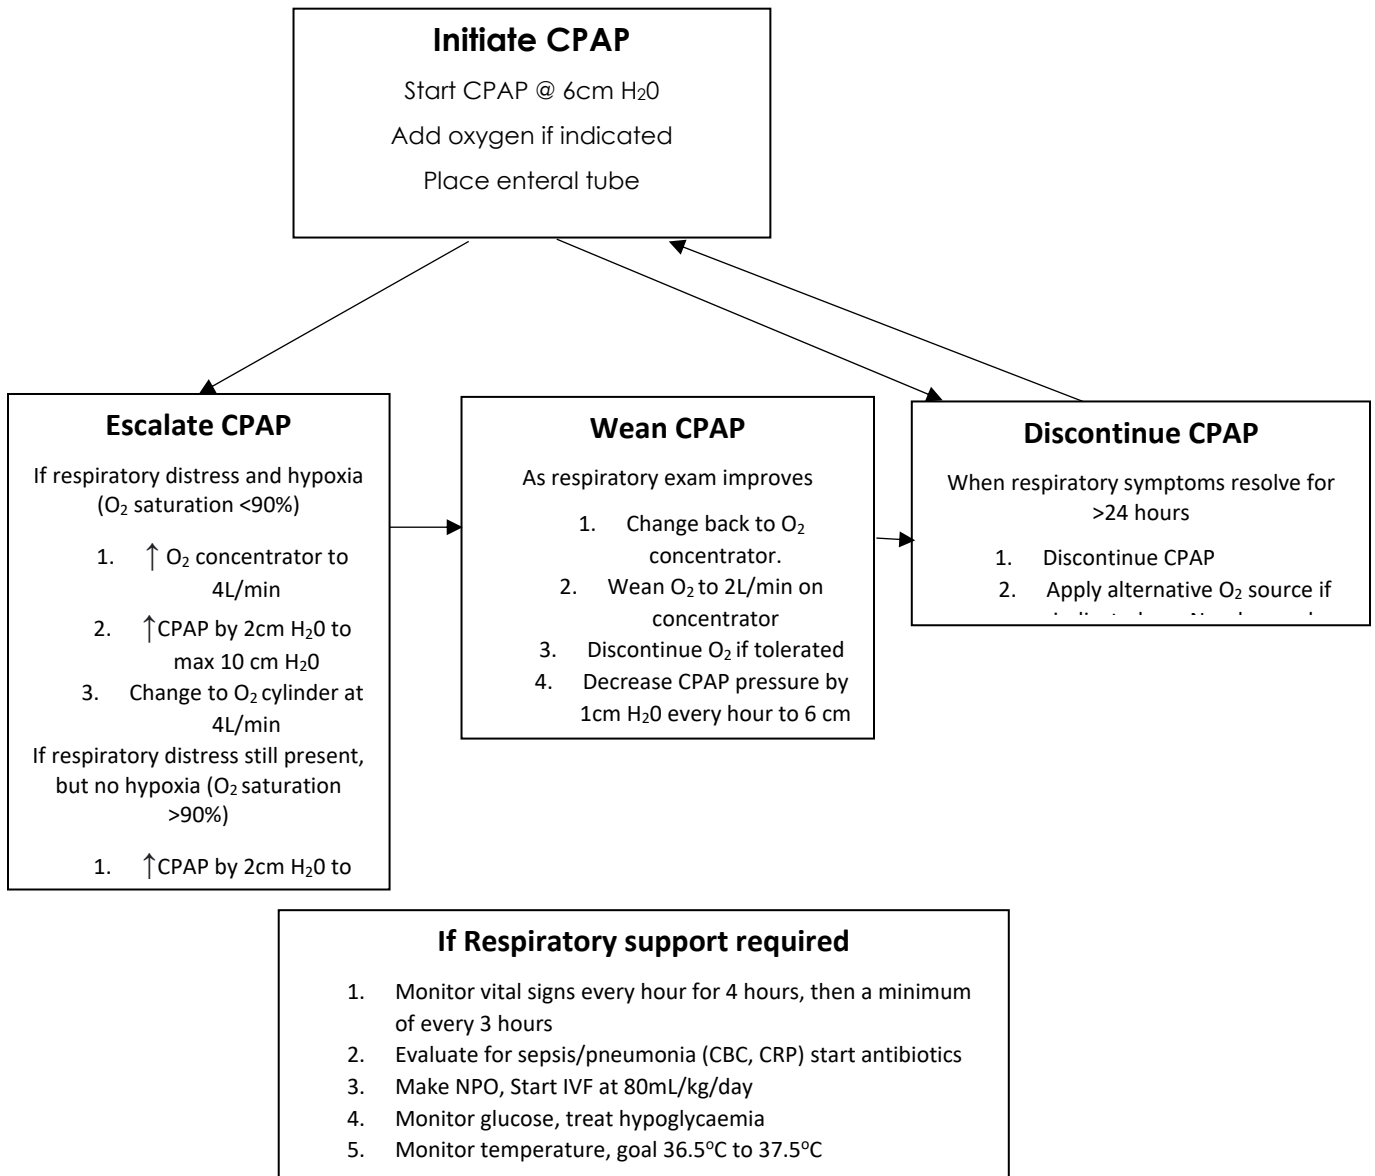 Initiate CPAP
Start CPAP @ 6cm H₂0
Add oxygen if indicated
Place enteral tube
Escalate CPAP
If respiratory distress and hypoxia
(O₂ saturation <90%)
1. ↑ O₂ concentrator to
4L/min
2. ↑CPAP by 2cm H₂0 to
max 10 cm H₂0
3. Change to O₂ cylinder at
4L/min
If respiratory distress still present,
but no hypoxia (O₂ saturation
>90%)
1. ↑CPAP by 2cm H₂0 to
Wean CPAP
As respiratory exam improves
1. Change back to O₂
concentrator.
2. Wean O₂ to 2L/min on
concentrator
3. Discontinue O₂ if tolerated
4. Decrease CPAP pressure by
1cm H₂0 every hour to 6 cm
Discontinue CPAP
When respiratory symptoms resolve for
>24 hours
1. Discontinue CPAP
2. Apply alternative O₂ source if
If Respiratory support required
1. Monitor vital signs every hour for 4 hours, then a minimum
of every 3 hours
2. Evaluate for sepsis/pneumonia (CBC, CRP) start antibiotics
3. Make NPO, Start IVF at 80mL/kg/day
4. Monitor glucose, treat hypoglycaemia
5. Monitor temperature, goal 36.5⁰C to 37.5⁰C